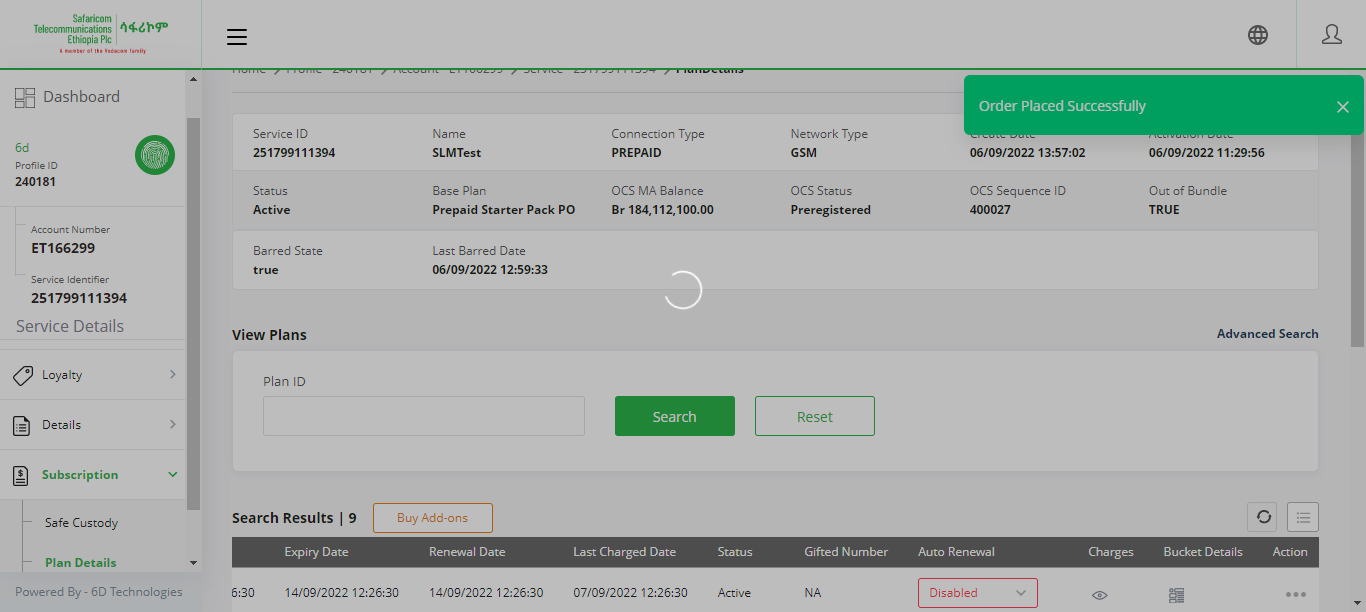 Safaricom
Telecommunications
Ethiopia Plc
ሳፋሪኮም
A member of the Vodacom family
Home > Profile - 240181 > Account - ET166299 > Service - 251799111394 > PlanDetails
Order Placed Successfully
Dashboard
6d
Profile ID
240181
Account Number
ET166299
Service Identifier
251799111394
Service Details
Loyalty
Details
Subscription
Safe Custody
Plan Details
Powered By - 6D Technologies
Service ID Name Connection Type Network Type Create Date Activation Date
251799111394 SLMTest PREPAID GSM 06/09/2022 13:57:02 06/09/2022 11:29:56
Status Base Plan OCS MA Balance OCS Status OCS Sequence ID Out of Bundle
Active Prepaid Starter Pack PO Br 184,112,100.00 Preregistered 400027 TRUE
Barred State Last Barred Date
true 06/09/2022 12:59:33
View Plans Advanced Search
Plan ID
Search Reset
Search Results | 9 Buy Add-ons
Expiry Date Renewal Date Last Charged Date Status Gifted Number Auto Renewal Charges Bucket Details Action
6:30 14/09/2022 12:26:30 14/09/2022 12:26:30 07/09/2022 12:26:30 Active NA Disabled